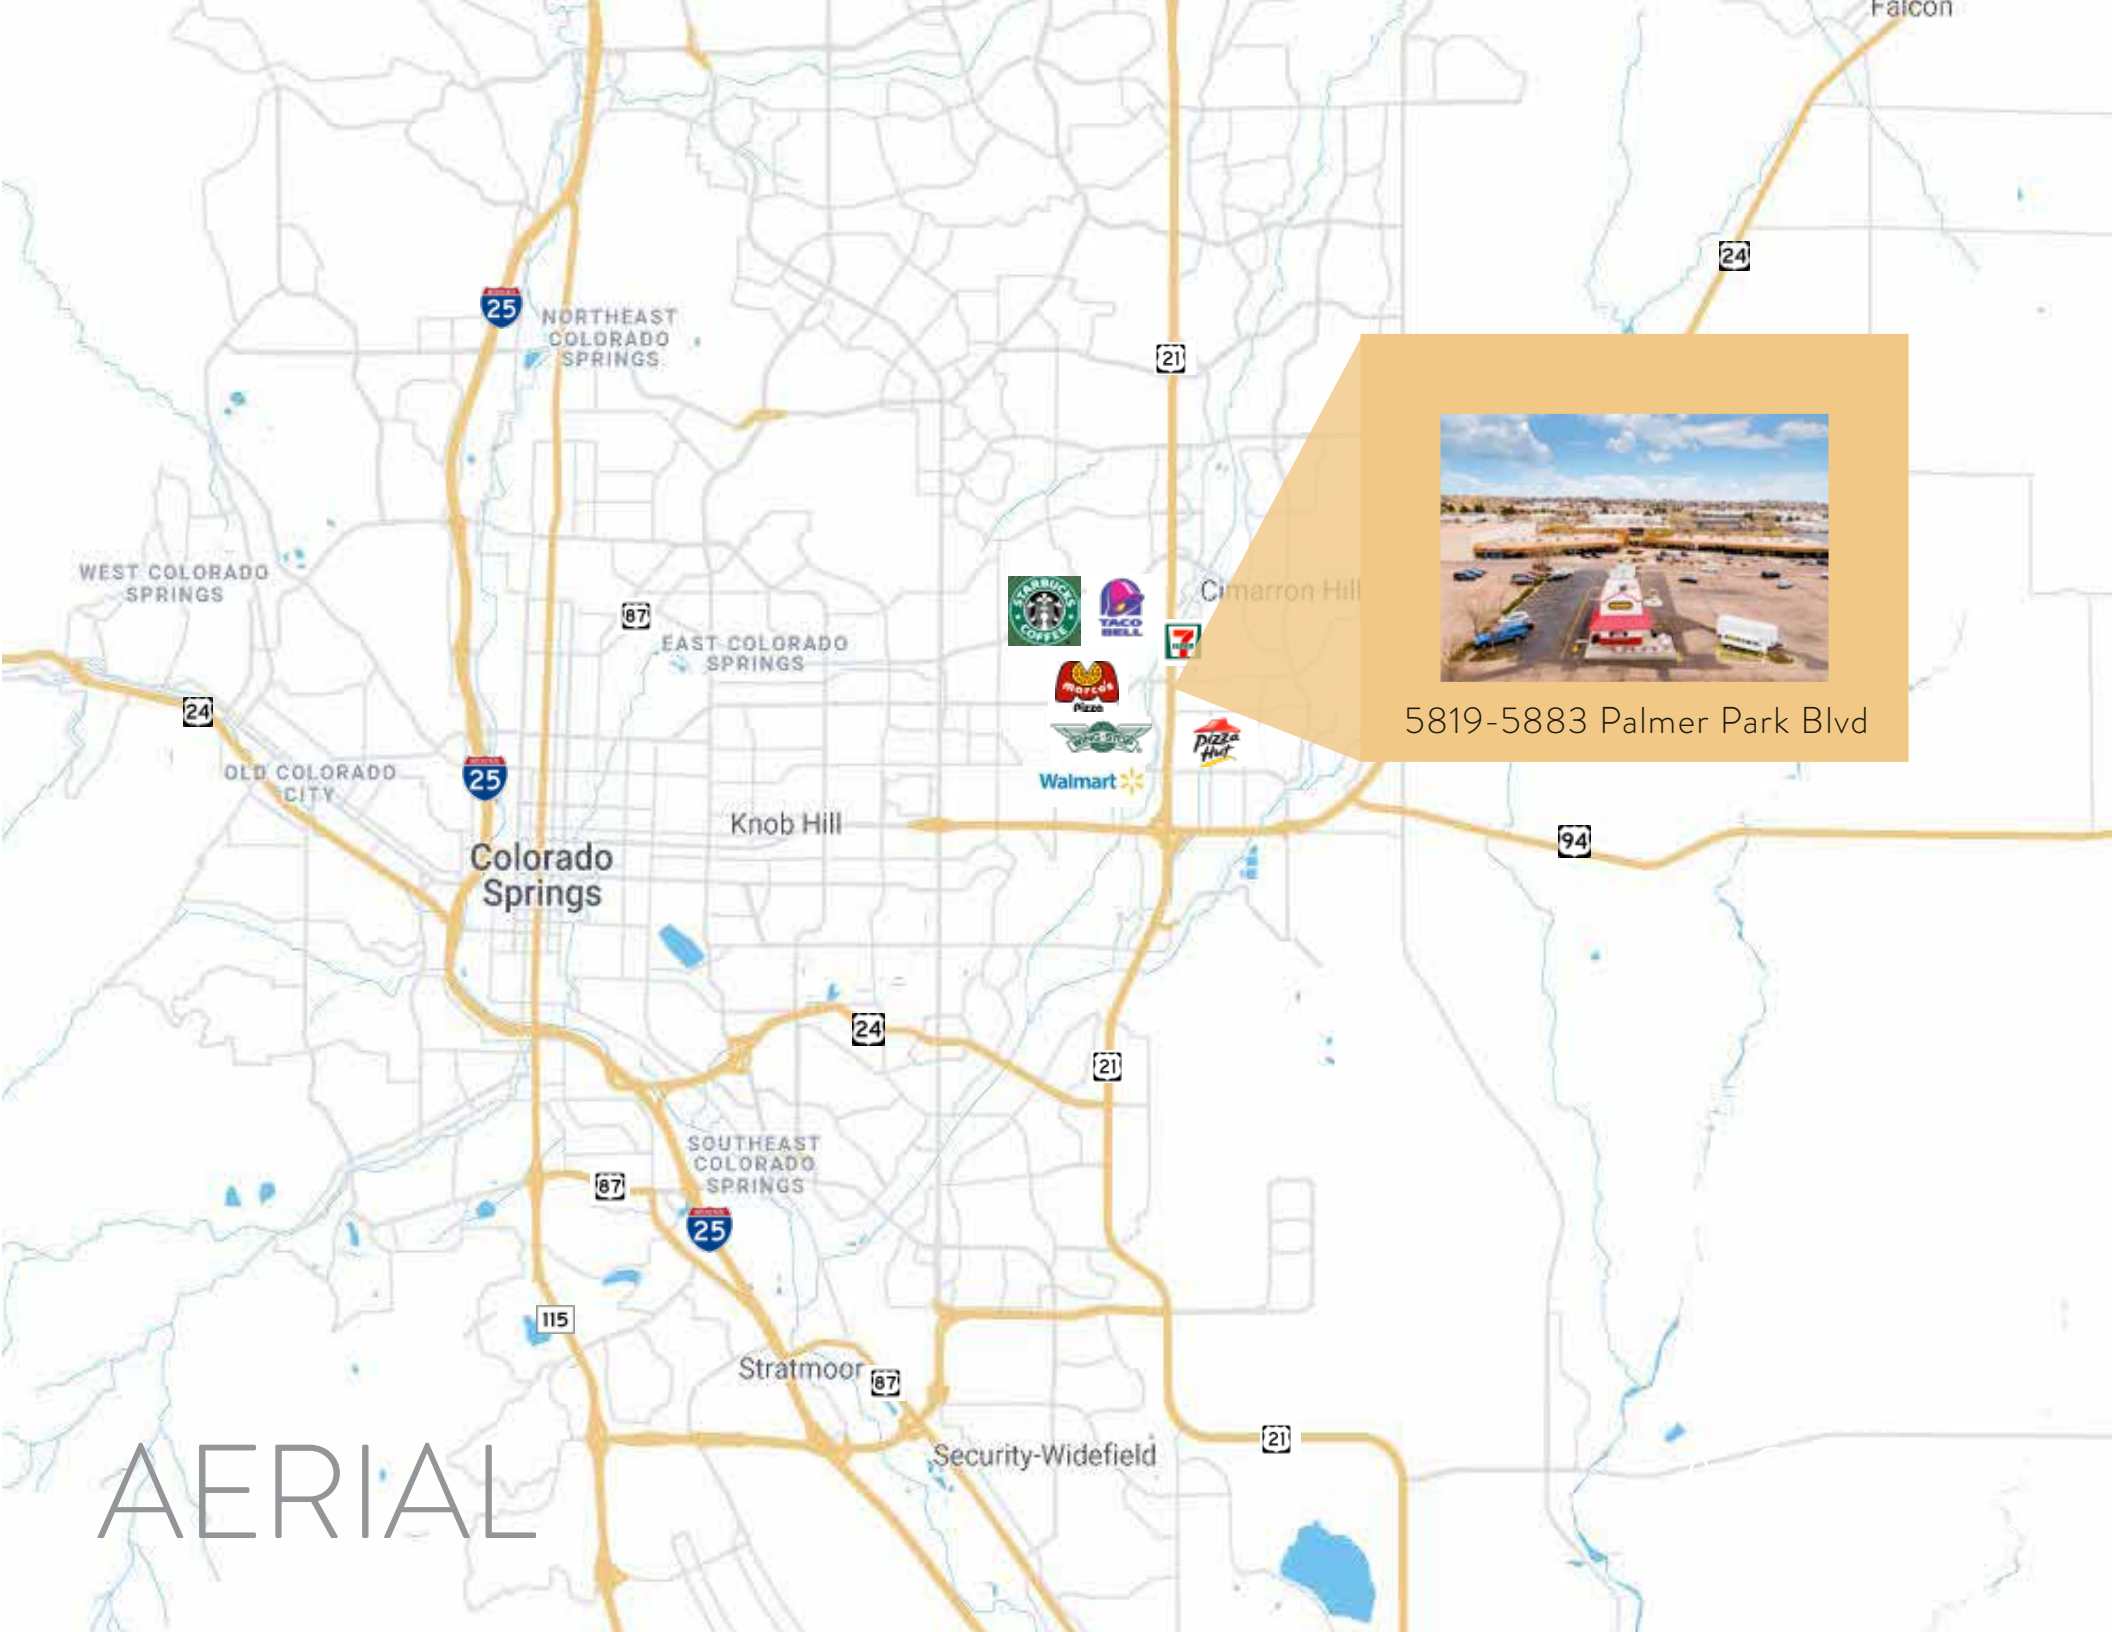 Falcon
24
25
NORTHEAST
COLORADO
SPRINGS
21
WEST COLORADO
SPRINGS
STARBUCKS
COFFEE
TACO
BELL
Cimarron Hill
87
EAST COLORADO
SPRINGS
7
Marco's
Pizza
24
5819-5883 Palmer Park Blvd
WING-STOP
Pizza
Hut
OLD COLORADO
CITY
25
Walmart
Knob Hill
94
Colorado
Springs
24
21
SOUTHEAST
COLORADO
SPRINGS
87
25
115
Stratmoor
87
21
Security-Widefield
AERIAL